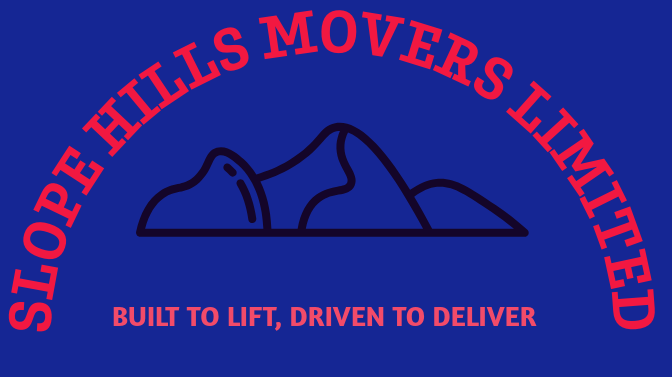 SLOPE HILLS MOVERS LIMITED
BUILT TO LIFT, DRIVEN TO DELIVER